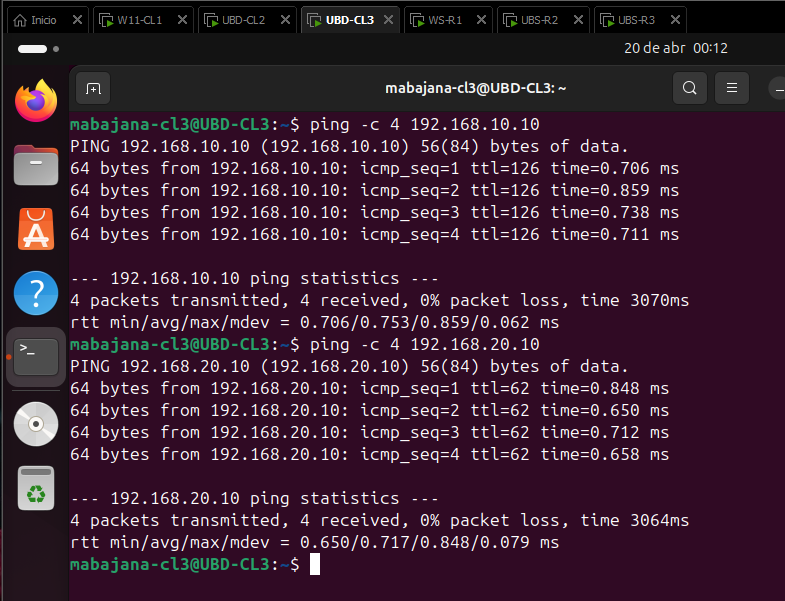 Inicio
W11-CL1
UBD-CL2
UBD-CL3
WS-R1
UBS-R2
UBS-R3
20 de abr 00:12
mabajana-cl3@UBD-CL3: ~
mabajana-cl3@UBD-CL3:~$ ping -c 4 192.168.10.10
PING 192.168.10.10 (192.168.10.10) 56(84) bytes of data.
64 bytes from 192.168.10.10: icmp_seq=1 ttl=126 time=0.706 ms
64 bytes from 192.168.10.10: icmp_seq=2 ttl=126 time=0.859 ms
64 bytes from 192.168.10.10: icmp_seq=3 ttl=126 time=0.738 ms
64 bytes from 192.168.10.10: icmp_seq=4 ttl=126 time=0.711 ms
--- 192.168.10.10 ping statistics ---
4 packets transmitted, 4 received, 0% packet loss, time 3070ms
rtt min/avg/max/mdev = 0.706/0.753/0.859/0.062 ms
mabajana-cl3@UBD-CL3:~$ ping -c 4 192.168.20.10
PING 192.168.20.10 (192.168.20.10) 56(84) bytes of data.
64 bytes from 192.168.20.10: icmp_seq=1 ttl=62 time=0.848 ms
64 bytes from 192.168.20.10: icmp_seq=2 ttl=62 time=0.650 ms
64 bytes from 192.168.20.10: icmp_seq=3 ttl=62 time=0.712 ms
64 bytes from 192.168.20.10: icmp_seq=4 ttl=62 time=0.658 ms
--- 192.168.20.10 ping statistics ---
4 packets transmitted, 4 received, 0% packet loss, time 3064ms
rtt min/avg/max/mdev = 0.650/0.717/0.848/0.079 ms
mabajana-cl3@UBD-CL3:~$